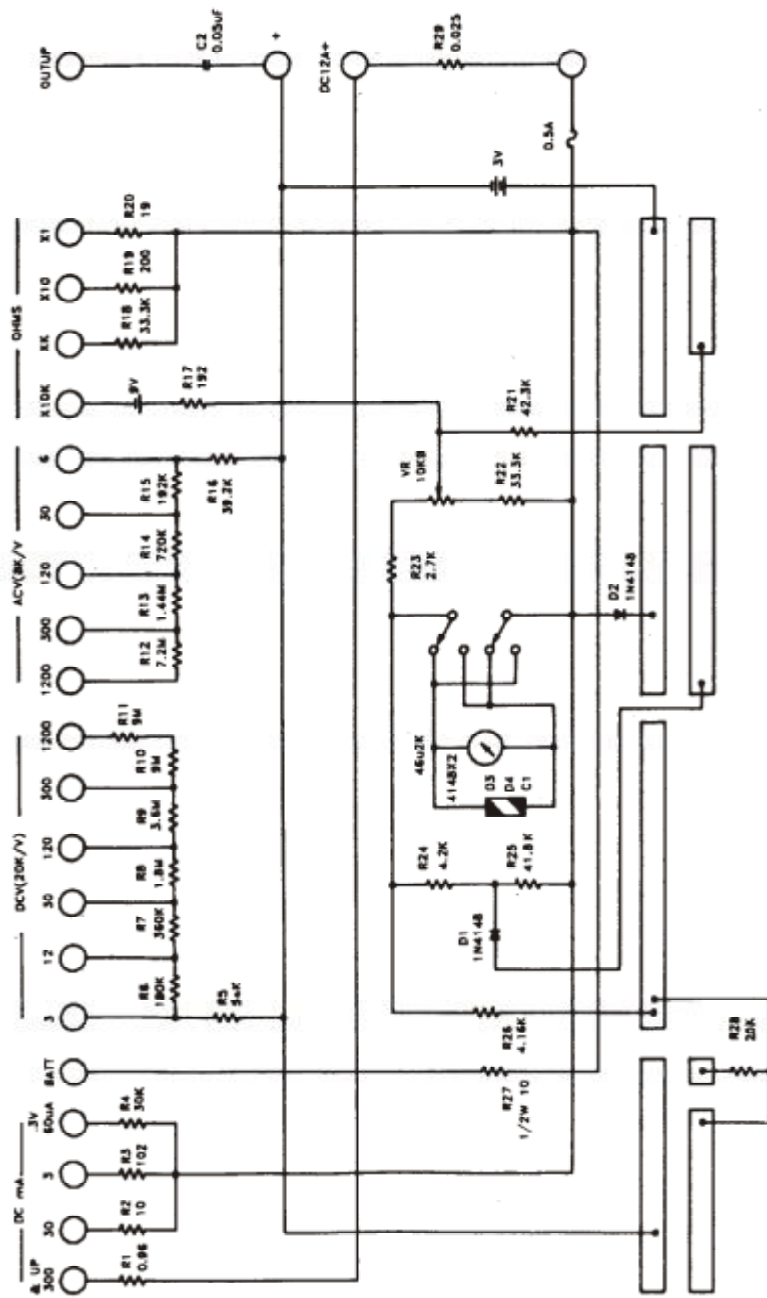 OUTUP
C2
0.05uF
+
DC12A+
R29
0.025
0.5A
3V
OHMS
X1
X10
XK
X10K
R20
19
R19
200
R18
33.3K
9V
R17
192
R21
42.3K
VR
10KB
R22
33.3K
R23
2.7K
ACV(8K/V
6
30
120
300
1200
R15
192K
R16
39.2K
R14
720K
R13
1.44M
R12
7.2M
D2
1N4148
46u2K
4148X2
D3
D4
C1
DCV(20K/V)
1200
300
120
30
12
3
R11
9M
R10
9M
R9
3.6M
R8
1.8M
R7
360K
R6
180K
R5
R24
4.2K
R25
41.8K
D1
1N4148
R26
4.16K
R27
1/2W 10
R28
20K
BATT
DC mA
.3V
60uA
3
30
& UP
300
R4
30K
R3
102
R2
10
R1
0.96